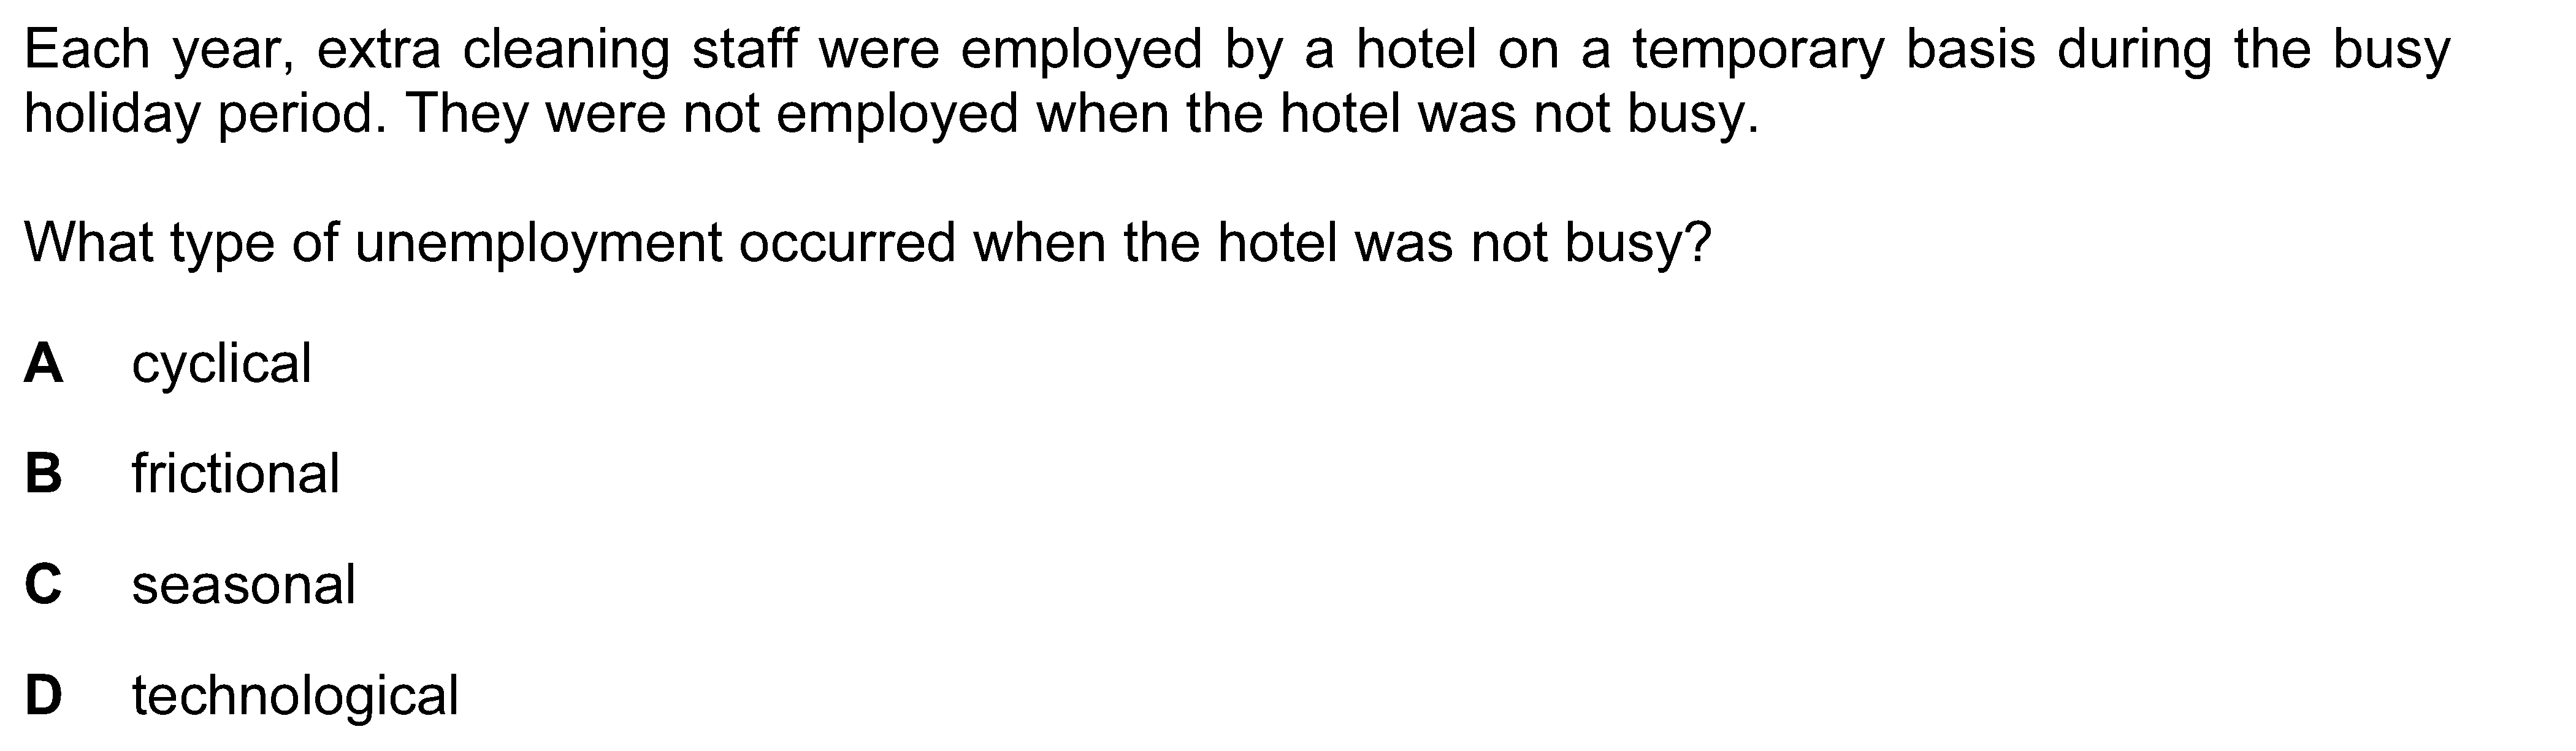 Each year, extra cleaning staff were employed by a hotel on a temporary basis during the busy
holiday period. They were not employed when the hotel was not busy.
What type of unemployment occurred when the hotel was not busy?
A cyclical
B frictional
C seasonal
D technological